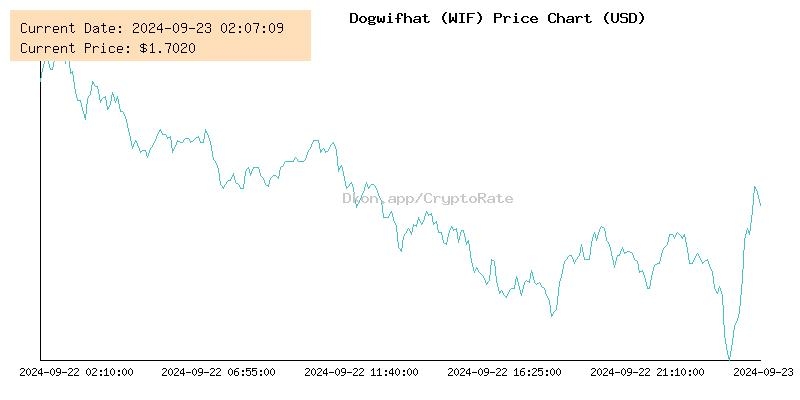 Dogwifhat (WIF) Price Chart (USD)
Current Date: 2024-09-23 02:07:09
Current Price: $1.7020
Dkon.app/CryptoRate
2024-09-22 02:10:00 2024-09-22 06:55:00 2024-09-22 11:40:00 2024-09-22 16:25:00 2024-09-22 21:10:00 2024-09-23